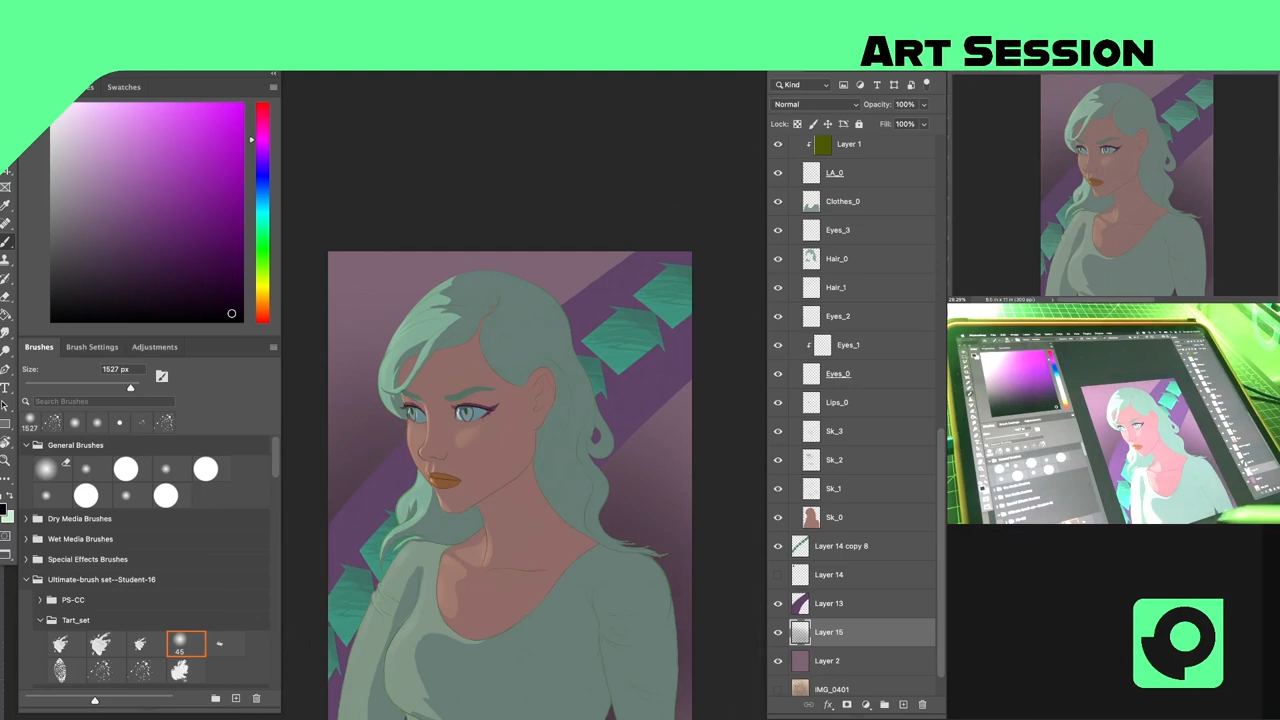 ART SESSION
Swatches
Kind
Normal
Opacity: 100%
Lock:
Fill: 100%
Layer 1
LA_0
Clothes_0
Eyes_3
Hair_0
Hair_1
Eyes_2
Eyes_1
Eyes_0
Lips_0
Sk_3
Sk_2
Sk_1
Sk_0
Layer 14 copy 8
Layer 14
Layer 13
Layer 15
Layer 2
IMG_0401
Brushes
Brush Settings
Adjustments
Size:
1527 px
Search Brushes
1527
General Brushes
Dry Media Brushes
Wet Media Brushes
Special Effects Brushes
Ultimate-brush set--Student-16
PS-CC
Tart_set
45